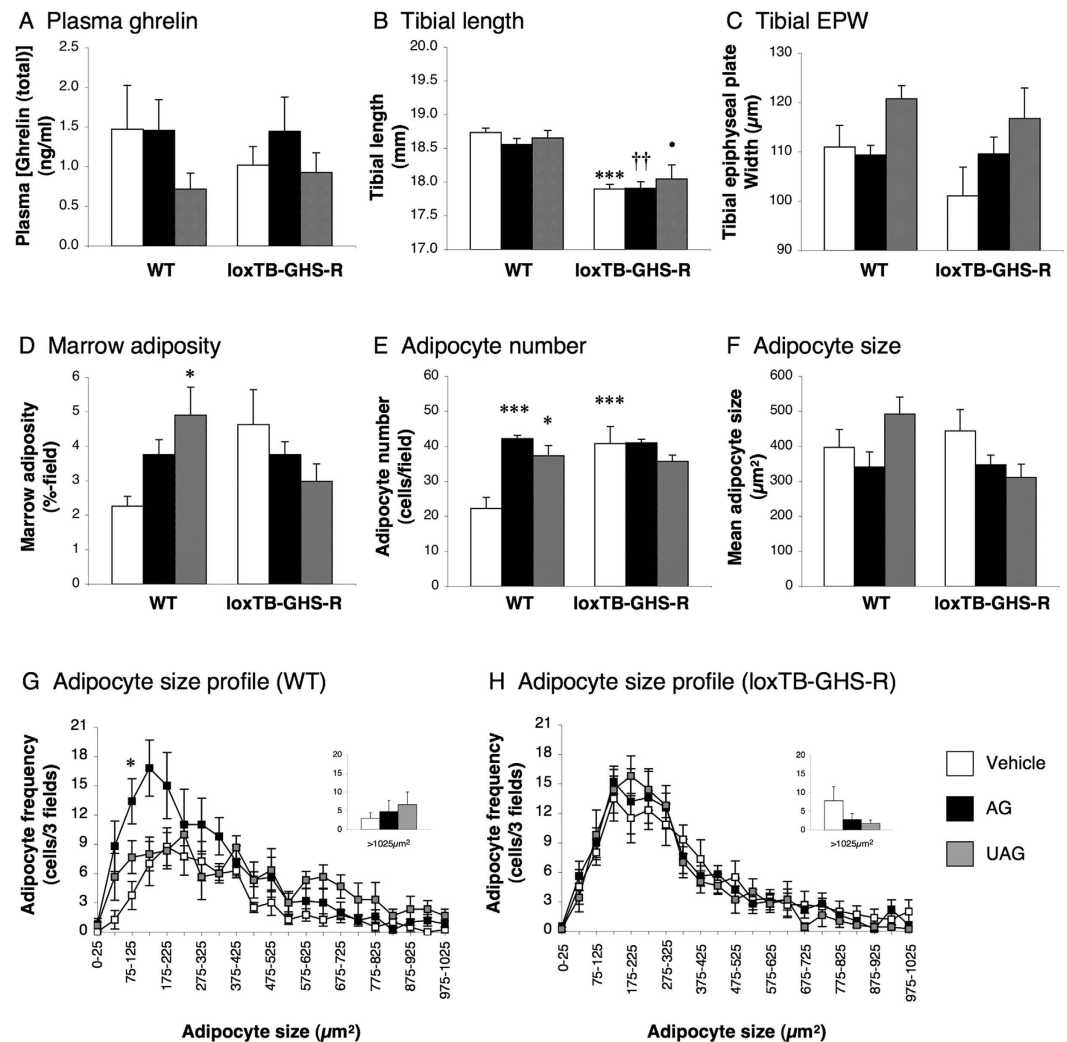 A Plasma ghrelin
Plasma [Ghrelin (total)]
(ng/ml)
2.5
2.0
1.5
1.0
0.5
0.0
WT
loxTB-GHS-R
B Tibial length
Tibial length
(mm)
20.0
19.5
19.0
18.5
18.0
17.5
17.0
***
††
•
WT
loxTB-GHS-R
C Tibial EPW
Tibial epiphyseal plate
Width (µm)
130
120
110
100
90
WT
loxTB-GHS-R
D Marrow adiposity
Marrow adiposity
(%-field)
6
5
4
3
2
1
0
*
WT
loxTB-GHS-R
E Adipocyte number
Adipocyte number
(cells/field)
60
50
40
30
20
10
0
***
*
***
WT
loxTB-GHS-R
F Adipocyte size
Mean adipocyte size
(µm²)
600
500
400
300
200
100
0
WT
loxTB-GHS-R
G Adipocyte size profile (WT)
Adipocyte frequency
(cells/3 fields)
21
18
15
12
9
6
3
0
*
20
15
10
5
0
>1025µm²
0-25
75-125
175-225
275-325
375-425
475-525
575-625
675-725
775-825
875-925
975-1025
Adipocyte size (µm²)
H Adipocyte size profile (loxTB-GHS-R)
Adipocyte frequency
(cells/3 fields)
21
18
15
12
9
6
3
0
20
15
10
5
0
>1025µm²
0-25
75-125
175-225
275-325
375-425
475-525
575-625
675-725
775-825
875-925
975-1025
Adipocyte size (µm²)
Vehicle
AG
UAG